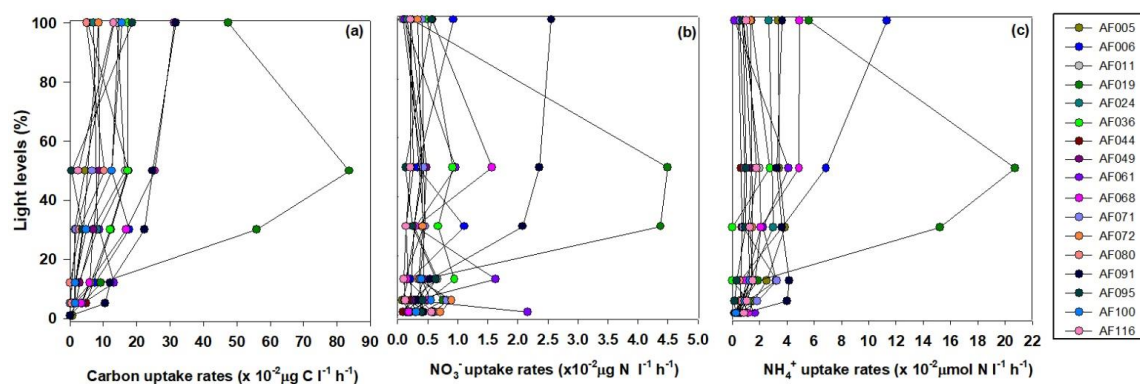 (a)
(b)
(c)
Light levels (%)
100
80
60
40
20
0
0 10 20 30 40 50 60 70 80 90
0.0 0.5 1.0 1.5 2.0 2.5 3.0 3.5 4.0 4.5 5.0
0 2 4 6 8 10 12 14 16 18 20 22
Carbon uptake rates (x 10⁻²µg C l⁻¹ h⁻¹)
NO₃⁻ uptake rates (x10⁻²µg N l⁻¹ h⁻¹)
NH₄⁺ uptake rates (x 10⁻²µmol N l⁻¹ h⁻¹)
AF005
AF006
AF011
AF019
AF024
AF036
AF044
AF049
AF061
AF068
AF071
AF072
AF080
AF091
AF095
AF100
AF116